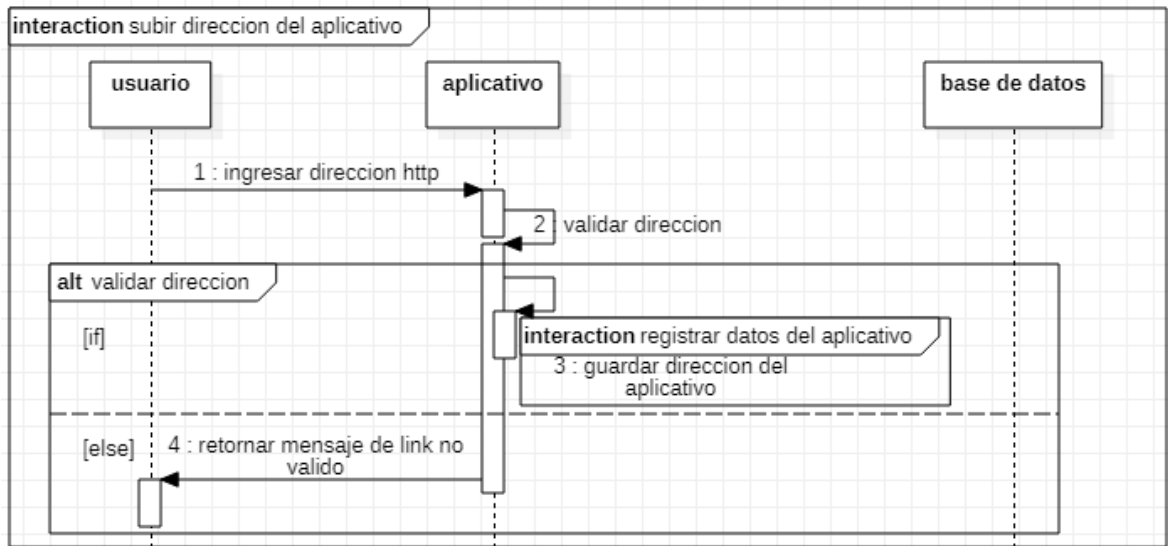 interaction subir direccion del aplicativo
usuario
aplicativo
base de datos
1 : ingresar direccion http
2 : validar direccion
alt validar direccion
[if]
interaction registrar datos del aplicativo
3 : guardar direccion del
aplicativo
[else]
4 : retornar mensaje de link no
valido